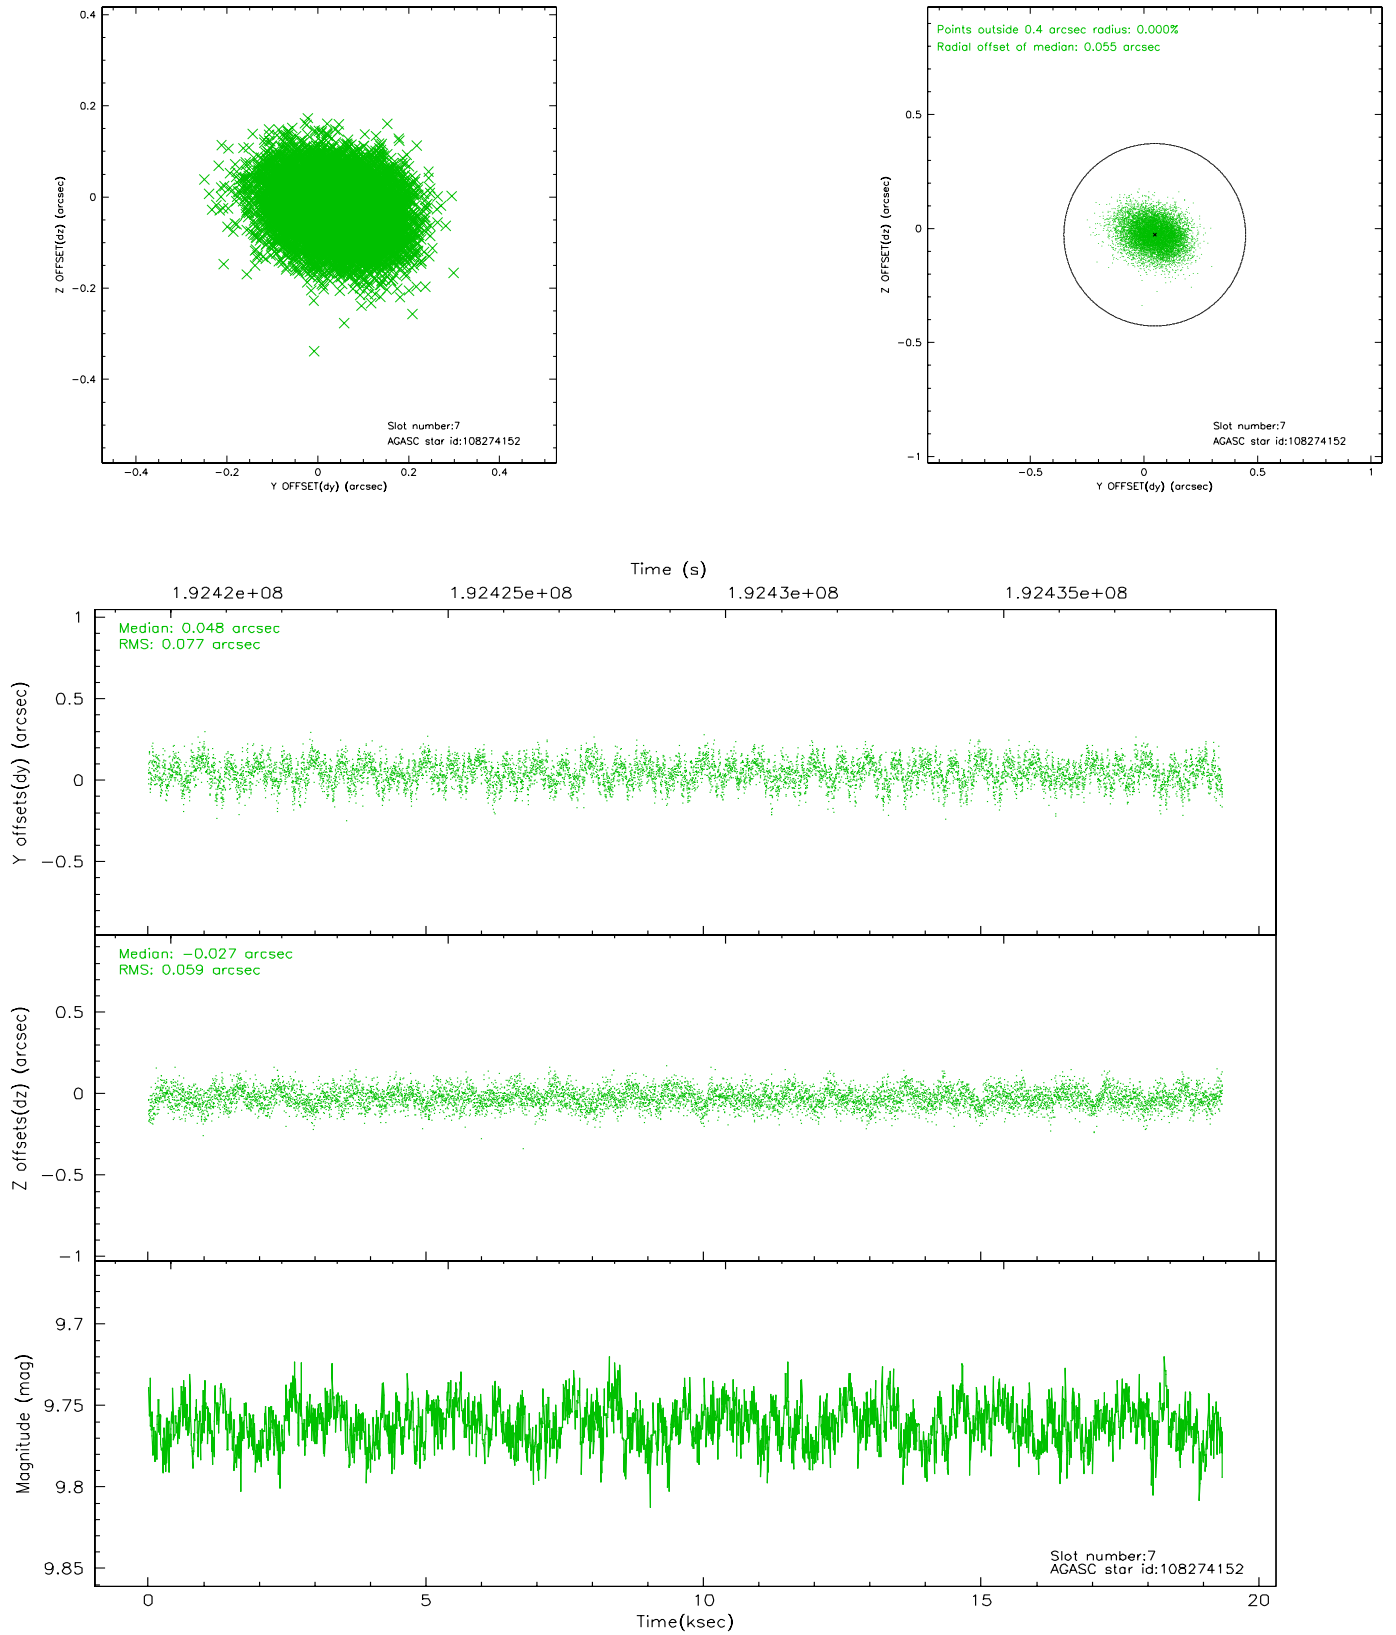 0.4
0.2
0
−0.2
−0.4
Z OFFSET(dz) (arcsec)
Slot number:7
AGASC star id:108274152
−0.4
−0.2
0
0.2
0.4
Y OFFSET(dy) (arcsec)
Points outside 0.4 arcsec radius: 0.000%
Radial offset of median: 0.055 arcsec
0.5
0
−0.5
−1
Z OFFSET(dz) (arcsec)
Slot number:7
AGASC star id:108274152
−0.5
0
0.5
1
Y OFFSET(dy) (arcsec)
Time (s)
1.9242e+08
1.92425e+08
1.9243e+08
1.92435e+08
Median: 0.048 arcsec
RMS: 0.077 arcsec
1
0.5
0
−0.5
Y offsets(dy) (arcsec)
Median: −0.027 arcsec
RMS: 0.059 arcsec
0.5
0
−0.5
−1
Z offsets(dz) (arcsec)
9.7
9.75
9.8
9.85
Magnitude (mag)
Slot number:7
AGASC star id:108274152
0
5
10
15
20
Time(ksec)